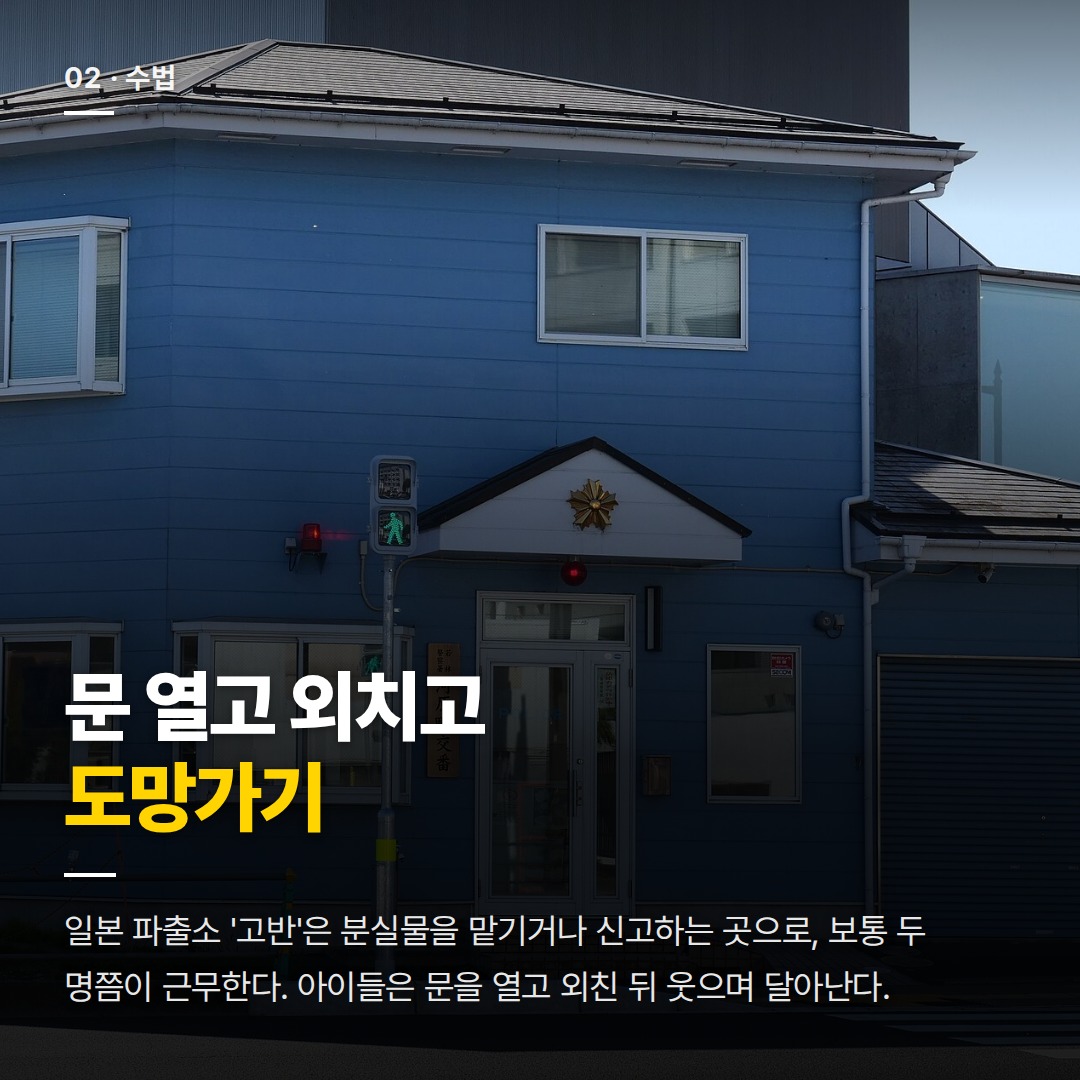 02 · 수법
문 열고 외치고
도망가기
일본 파출소 '고반'은 분실물을 맡기거나 신고하는 곳으로, 보통 두
명쯤이 근무한다. 아이들은 문을 열고 외친 뒤 웃으며 달아난다.
交番